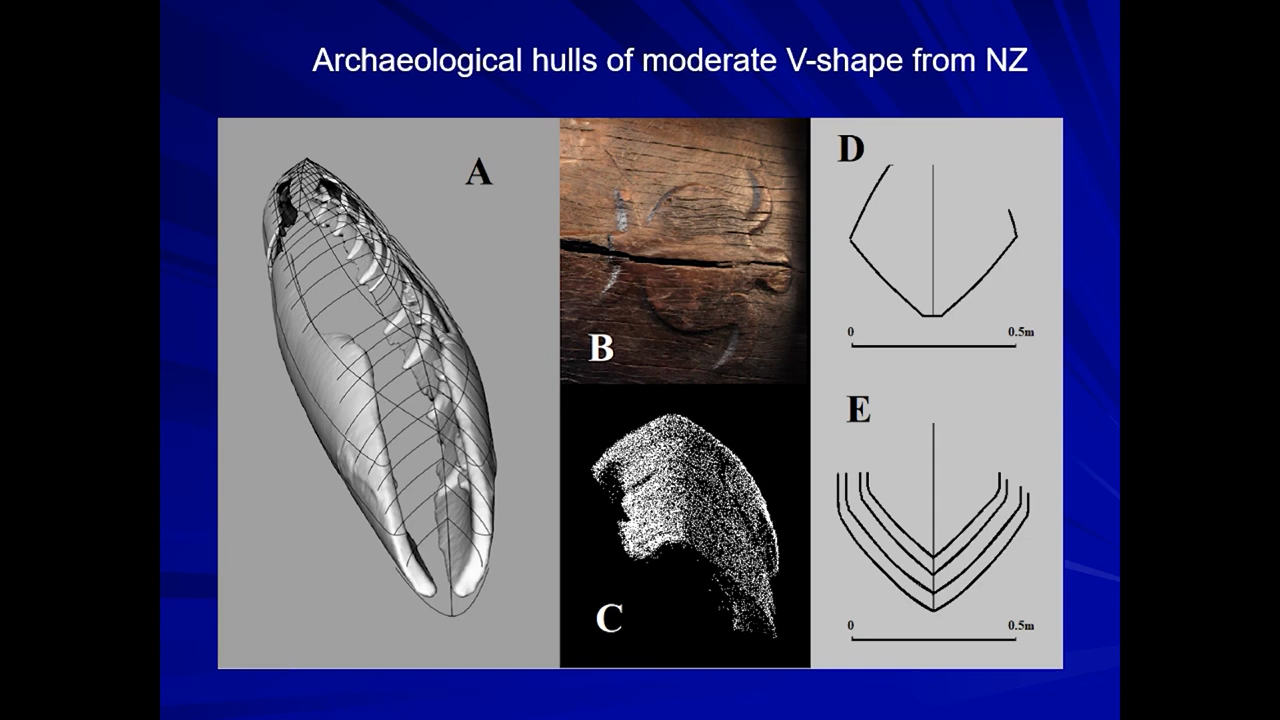 Archaeological hulls of moderate V-shape from NZ
A
B
C
D
0 0.5m
E
0 0.5m